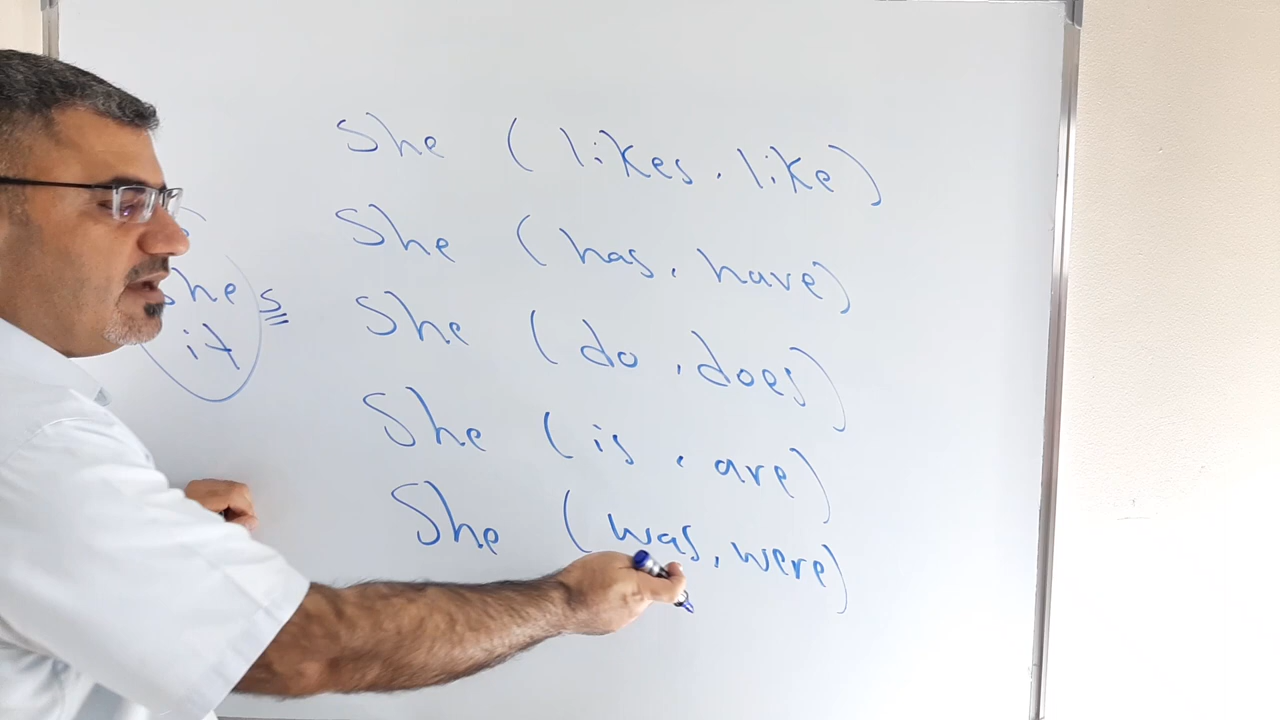 She (likes, like)
She (has, have)
she s
it
She (do, does)
She (is, are)
She (was, were)